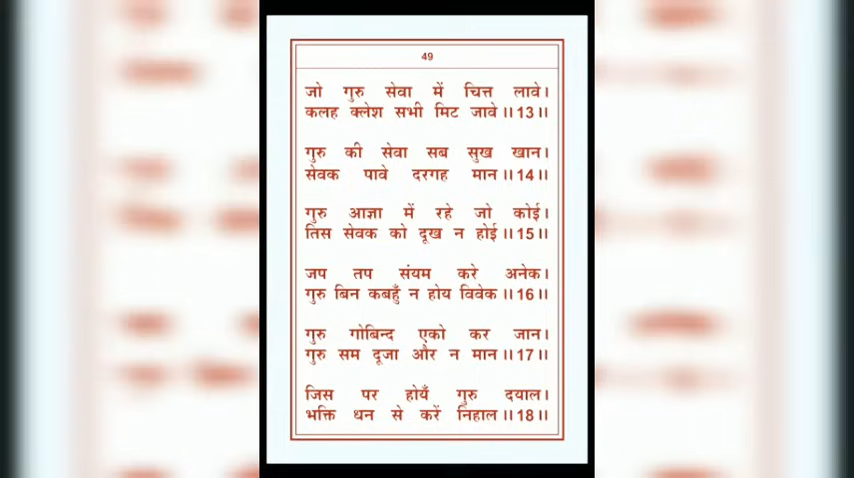 49
जो गुरु सेवा में चित्त लावे।
कलह क्लेश सभी मिट जावे।।13।।
गुरु की सेवा सब सुख खान।
सेवक पावे दरगह मान।।14।।
गुरु आज्ञा में रहे जो कोई।
तिस सेवक को दूख न होई।।15।।
जप तप संयम करे अनेक।
गुरु बिन कबहुँ न होय विवेक।।16।।
गुरु गोबिन्द एको कर जान।
गुरु सम दूजा और न मान।।17।।
जिस पर होयँ गुरु दयाल।
भक्ति धन से करें निहाल।।18।।